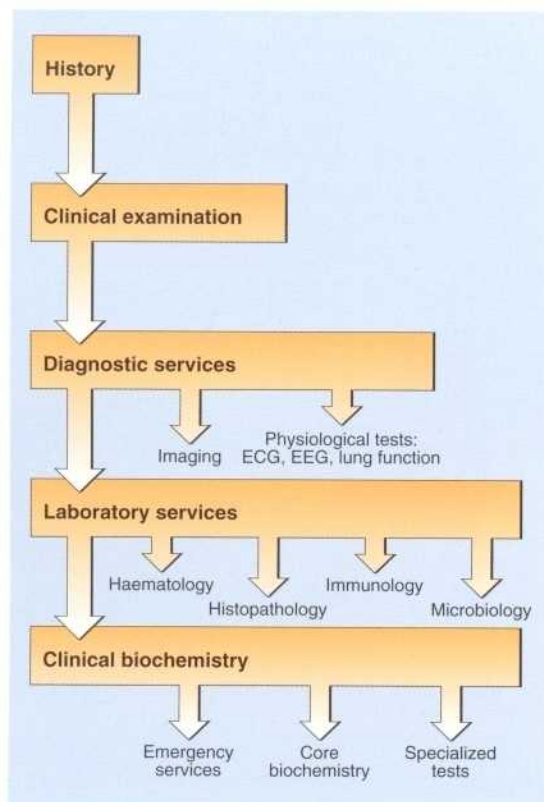 History
Clinical examination
Diagnostic services
Imaging
Physiological tests:
ECG, EEG, lung function
Laboratory services
Haematology
Histopathology
Immunology
Microbiology
Clinical biochemistry
Emergency
services
Core
biochemistry
Specialized
tests